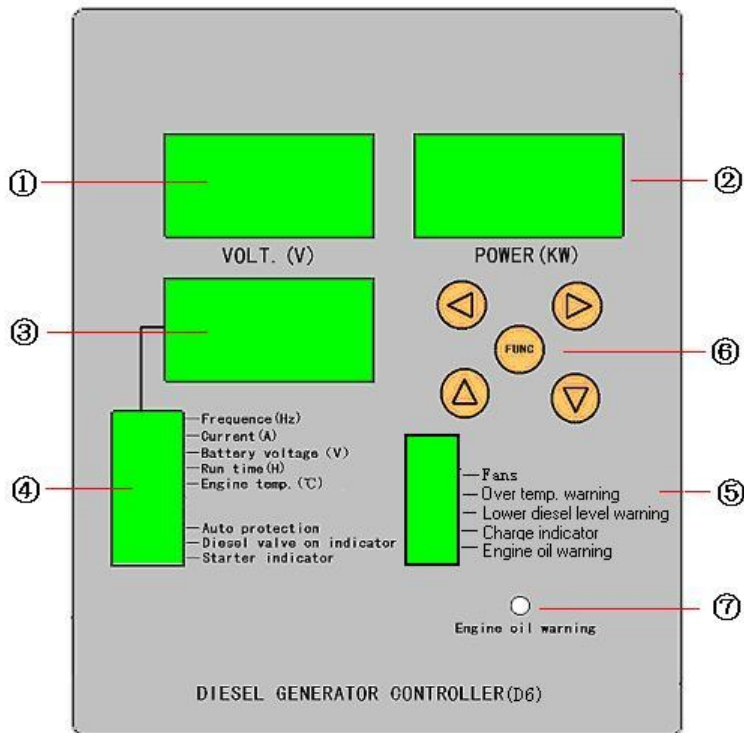 ①
②
VOLT. (V)
POWER(KW)
③
FUNC
⑥
Frequence(Hz)
Current(A)
Battery voltage (V)
Run time(H)
Engine temp. (℃)
④
Auto protection
Diesel valve on indicator
Starter indicator
Fans
Over temp. warning
⑤
Lower diesel level warning
Charge indicator
Engine oil warning
⑦
Engine oil warning
DIESEL GENERATOR CONTROLLER(D6)